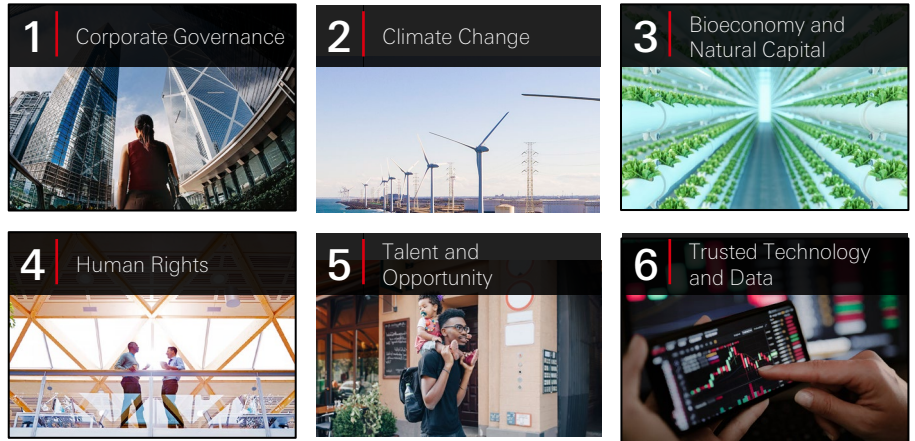 1
Corporate Governance
2
Climate Change
3
Bioeconomy and
Natural Capital
4
Human Rights
5
Talent and
Opportunity
6
Trusted Technology
and Data